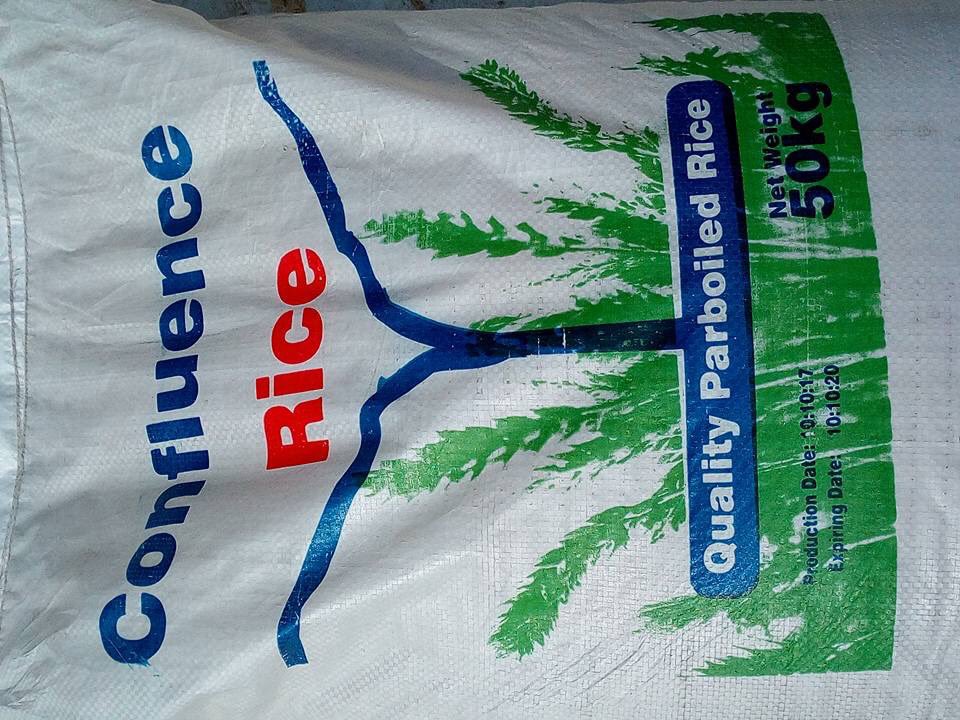 Confluence
Rice
Quality Parboiled Rice
Net Weight
50kg
Production Date: 10:10:17
Expiring Date: 10:10:20